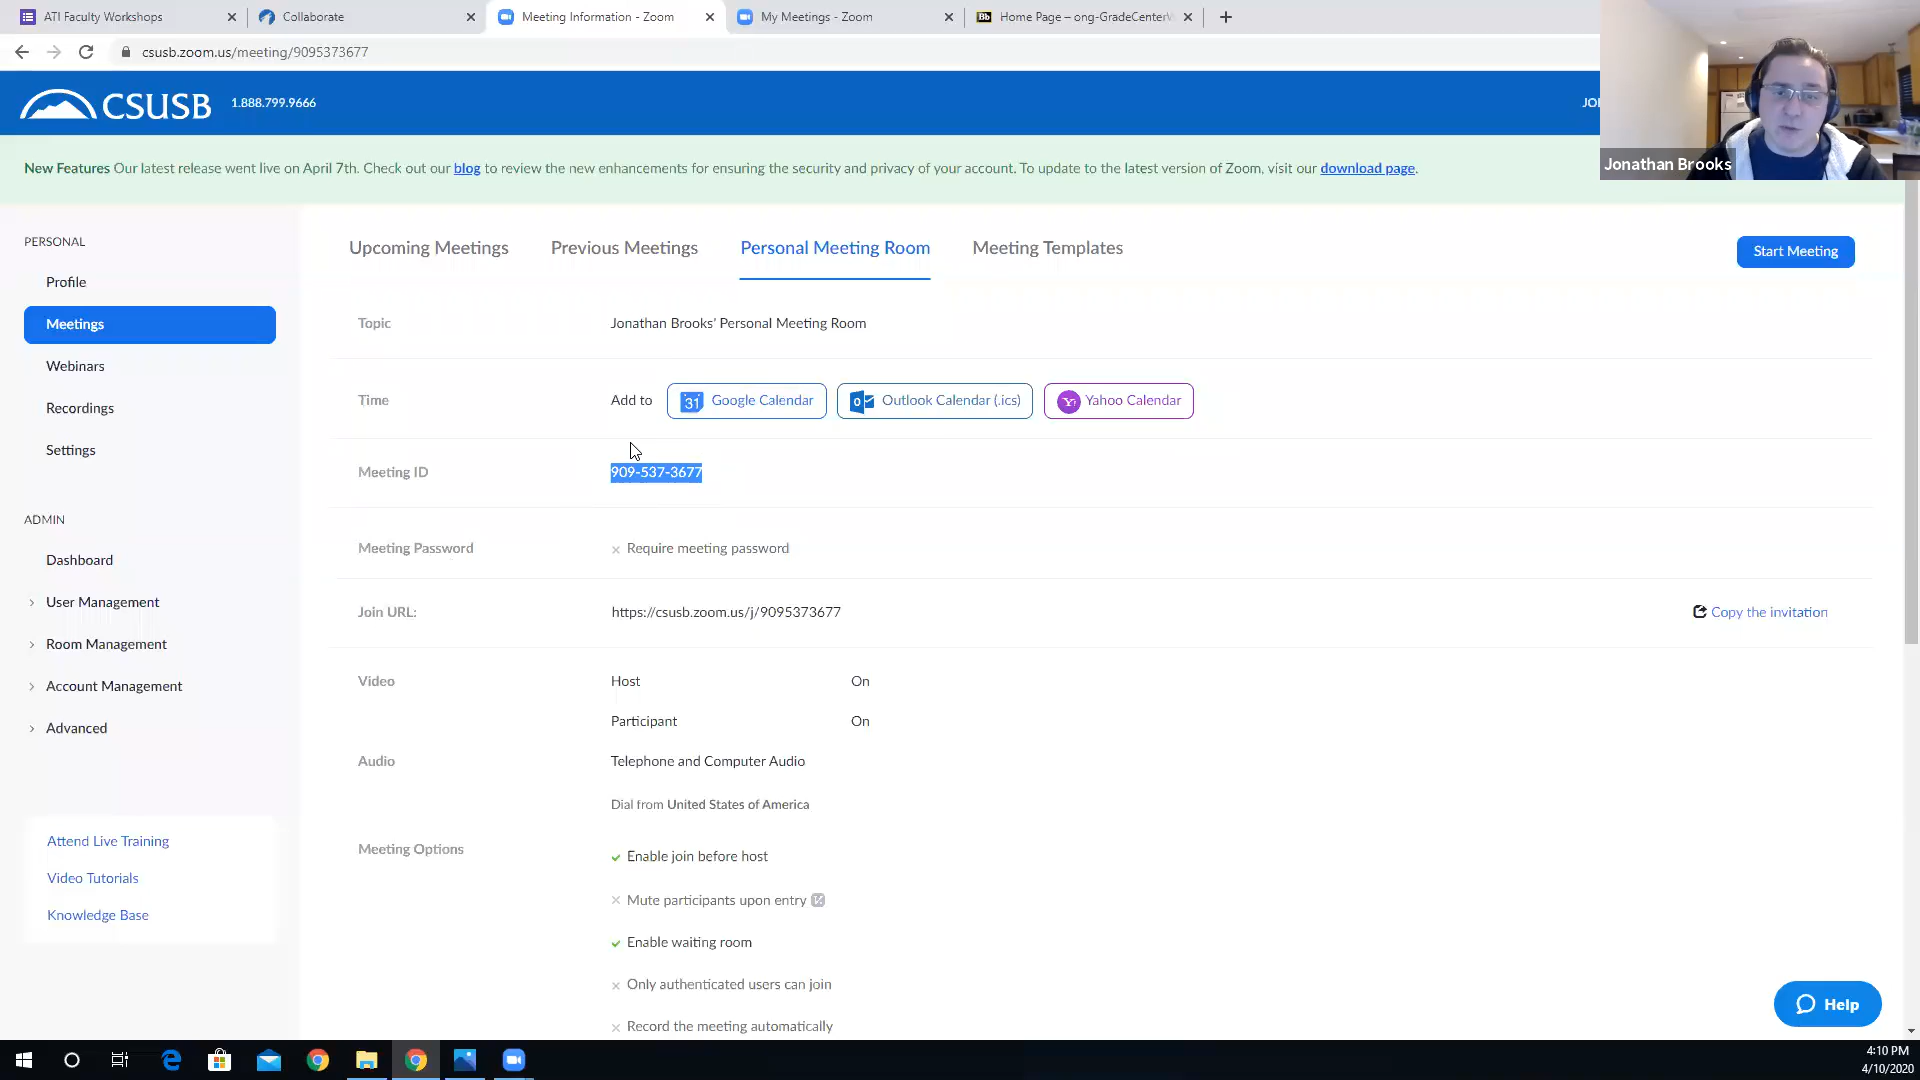 ATI Faculty Workshops
Collaborate
Meeting Information - Zoom
My Meetings - Zoom
Home Page – ong-GradeCenter
csusb.zoom.us/meeting/9095373677
CSUSB
1.888.799.9666
Jonathan Brooks
New Features Our latest release went live on April 7th. Check out our blog to review the new enhancements for ensuring the security and privacy of your account. To update to the latest version of Zoom, visit our download page.
PERSONAL
Profile
Meetings
Webinars
Recordings
Settings
ADMIN
Dashboard
User Management
Room Management
Account Management
Advanced
Attend Live Training
Video Tutorials
Knowledge Base
Upcoming Meetings
Previous Meetings
Personal Meeting Room
Meeting Templates
Start Meeting
Topic
Jonathan Brooks' Personal Meeting Room
Time
Add to
31 Google Calendar
Outlook Calendar (.ics)
Yahoo Calendar
Meeting ID
909-537-3677
Meeting Password
Require meeting password
Join URL:
https://csusb.zoom.us/j/9095373677
Copy the invitation
Video
Host On
Participant On
Audio
Telephone and Computer Audio
Dial from United States of America
Meeting Options
Enable join before host
Mute participants upon entry
Enable waiting room
Only authenticated users can join
Record the meeting automatically
Help
4:10 PM
4/10/2020